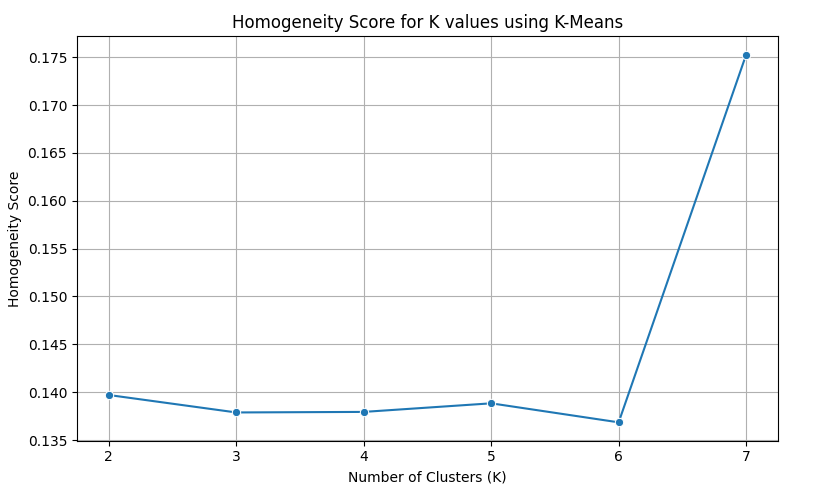 Homogeneity Score for K values using K-Means
0.175
0.170
0.165
0.160
0.155
0.150
0.145
0.140
0.135
Homogeneity Score
2 3 4 5 6 7
Number of Clusters (K)